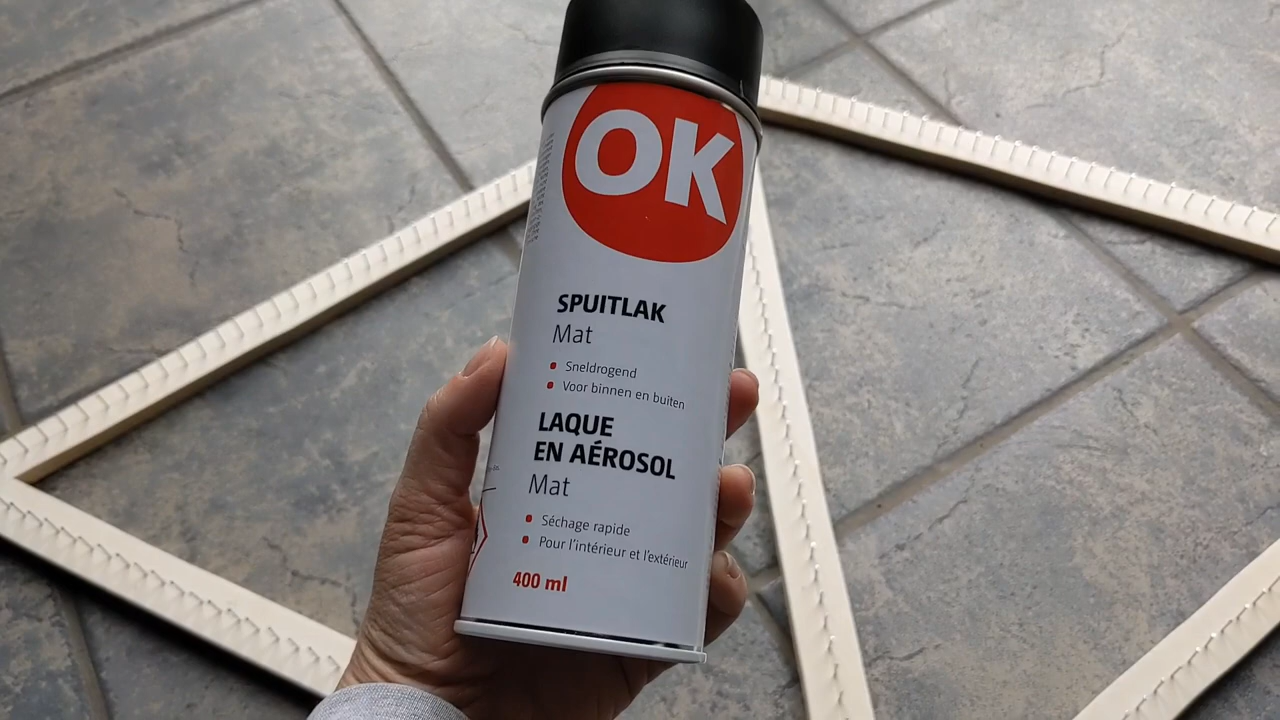 OK
SPUITLAK
Mat
Sneldrogend
Voor binnen en buiten
LAQUE
EN AÉROSOL
Mat
Séchage rapide
Pour l'intérieur et l'extérieur
400 ml